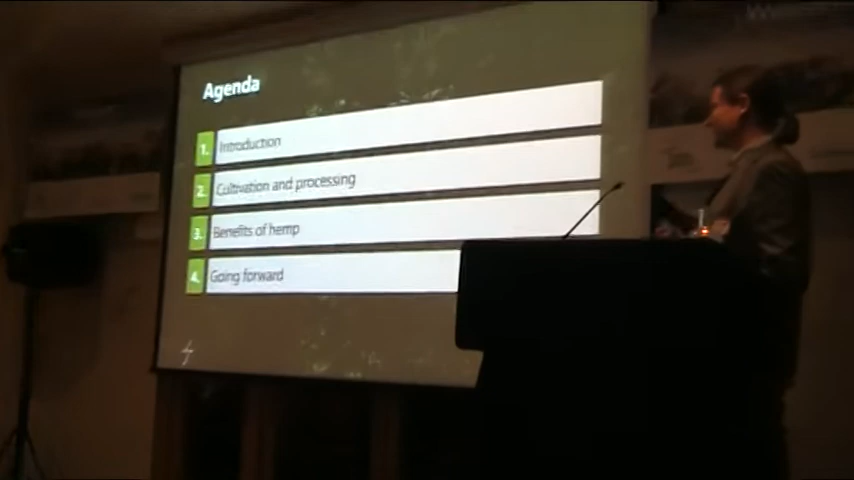 Agenda
1. Introduction
2. Cultivation and processing
3. Benefits of hemp
4. Going forward